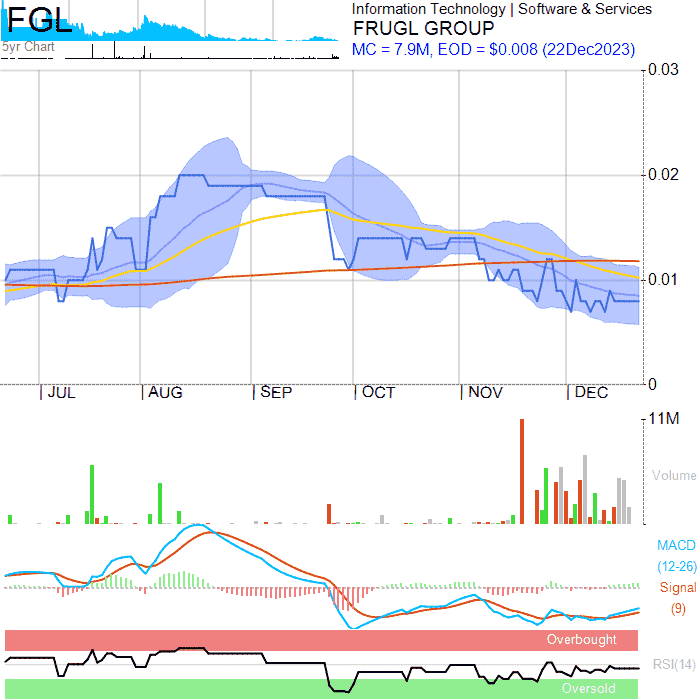 FGL
5yr Chart
Information Technology | Software & Services
FRUGL GROUP
MC = 7.9M, EOD = $0.008 (22Dec2023)
0.03
0.02
0.01
0
JUL AUG SEP OCT NOV DEC
11M
Volume
MACD
(12-26)
Signal
(9)
Overbought
RSI(14)
Oversold